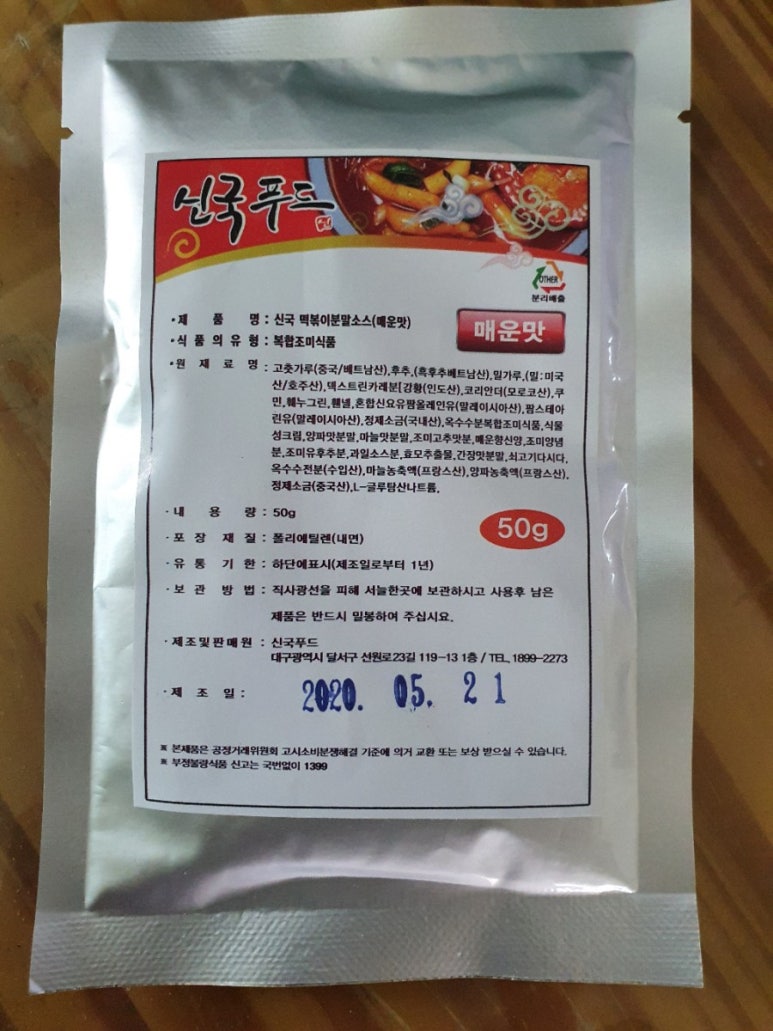 신국푸드
OTHER
분리배출
·제 품 명 : 신국 떡볶이분말소스(매운맛)
·식 품 의 유 형 : 복합조미식품
매운맛
·원 재 료 명 : 고춧가루(중국/베트남산),후추,(흑후추베트남산),밀가루,(밀:미국
산/호주산),덱스트린카레분[강황(인도산),코리안더(모로코산),쿠
민,훼누그린,휀넬,혼합신요유팜올레인유(말레이시아산),팜스테아
린유(말레이시아산),정제소금(국내산),옥수수분복합조미식품,식물
성크림,양파맛분말,마늘맛분말,조미고추맛분,매운향신양,조미양념
분,조미유후추분,과일소스분,효모추출물,간장맛분말,쇠고기다시다,
옥수수전분(수입산),마늘농축액(프랑스산),양파농축액(프랑스산),
정제소금(중국산),L-글루탐산나트륨,
·내 용 량 : 50g
50g
·포 장 재 질 : 폴리에틸렌(내면)
·유 통 기 한 : 하단에표시(제조일로부터 1년)
·보 관 방 법 : 직사광선을 피해 서늘한곳에 보관하시고 사용후 남은
제품은 반드시 밀봉하여 주십시요.
·제조및판매원 : 신국푸드
대구광역시 달서구 선원로23길 119-13 1층 / TEL, 1899-2273
·제 조 일 : 2020. 05. 21
※ 본제품은 공정거래위원회 고시소비분쟁해결 기준에 의거 교환 또는 보상 받으실 수 있습니다.
※ 부정불량식품 신고는 국번없이 1399